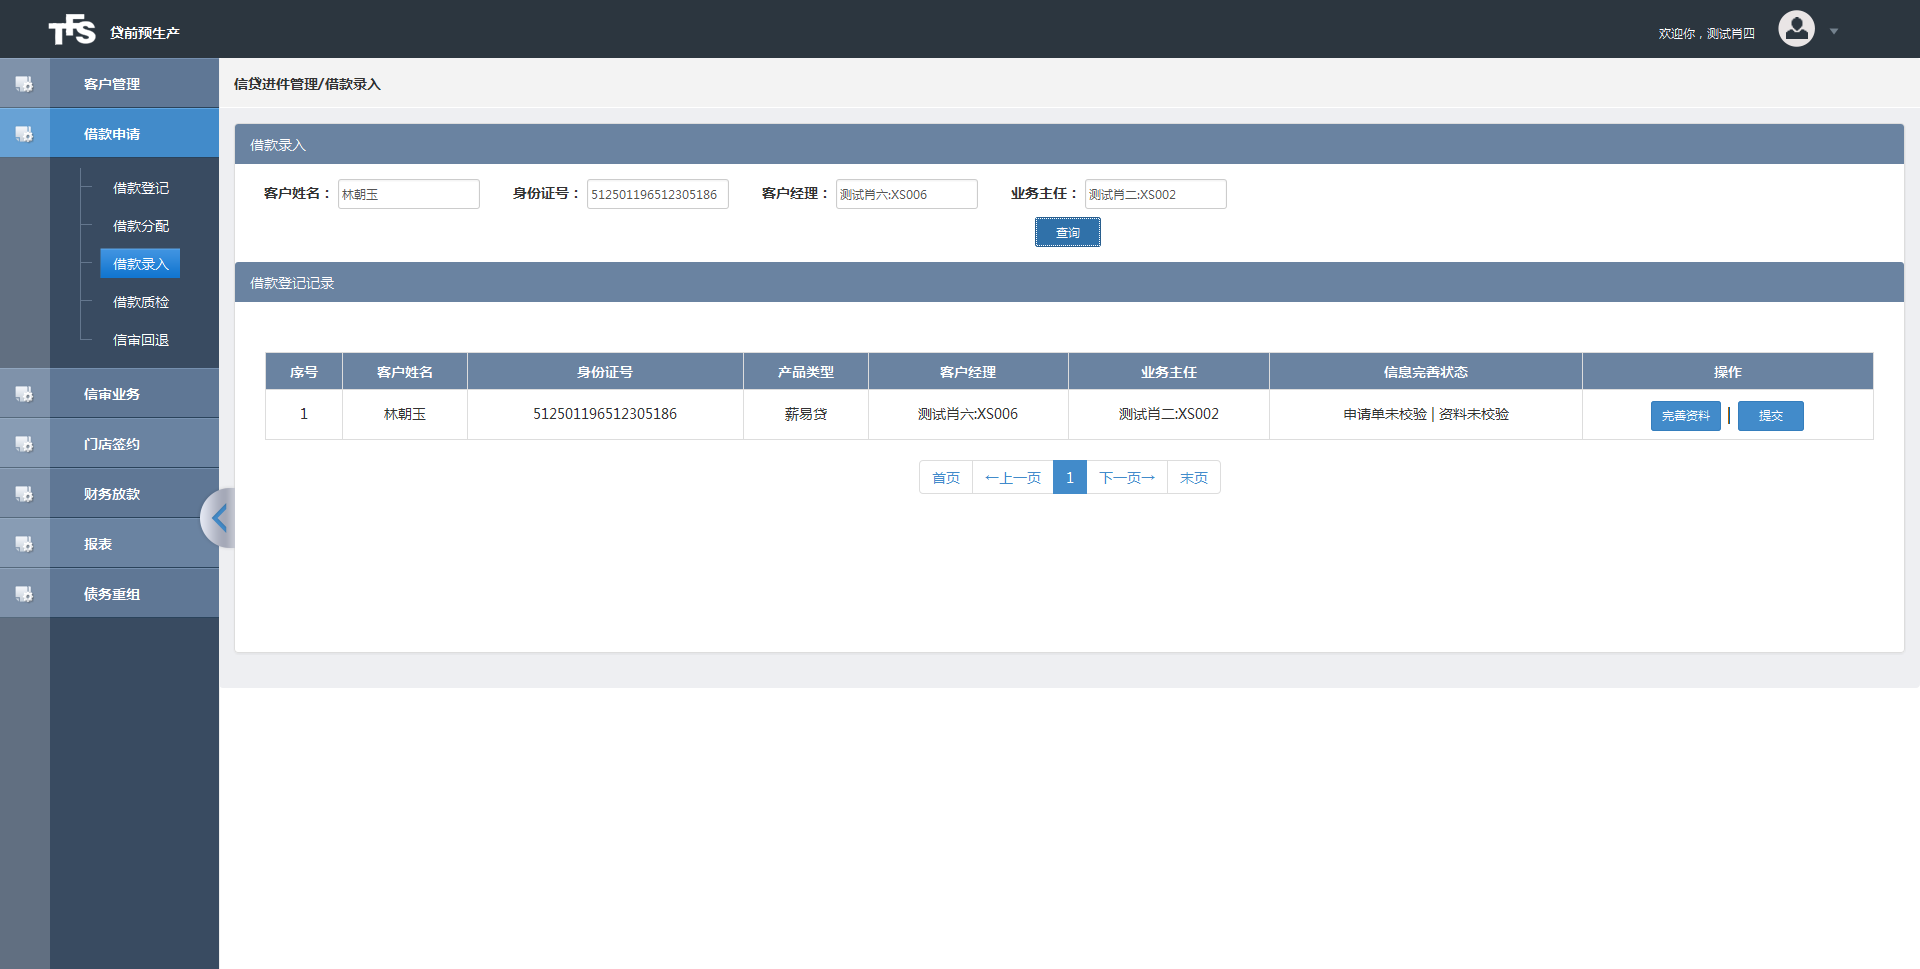 TFS 贷前预生产
欢迎你，测试肖四
客户管理
借款申请
借款登记
借款分配
借款录入
借款质检
信审回退
信审业务
门店签约
财务放款
报表
债务重组
信贷进件管理/借款录入
借款录入
客户姓名： 林朝玉 身份证号： 512501196512305186 客户经理： 测试肖六:XS006 业务主任： 测试肖二:XS002
查询
借款登记记录
序号 客户姓名 身份证号 产品类型 客户经理 业务主任 信息完善状态 操作
1 林朝玉 512501196512305186 薪易贷 测试肖六:XS006 测试肖二:XS002 申请单未校验 | 资料未校验 完善资料 | 提交
首页 ←上一页 1 下一页→ 末页